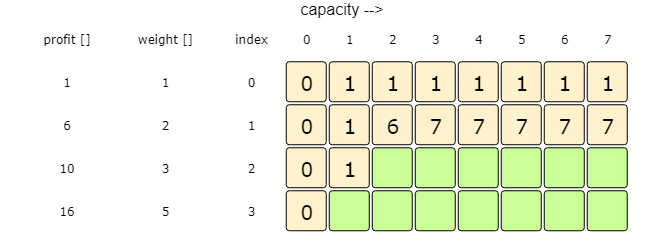 capacity -->
profit [] weight [] index 0 1 2 3 4 5 6 7
1 1 0 0 1 1 1 1 1 1 1
6 2 1 0 1 6 7 7 7 7 7
10 3 2 0 1
16 5 3 0